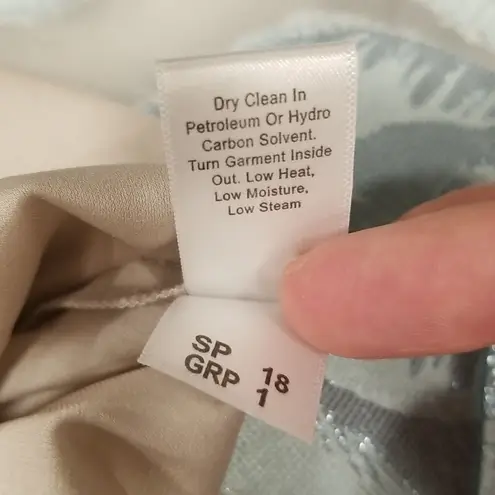 Dry Clean In
Petroleum Or Hydro
Carbon Solvent.
Turn Garment Inside
Out. Low Heat,
Low Moisture,
Low Steam
SP 18
GRP 1